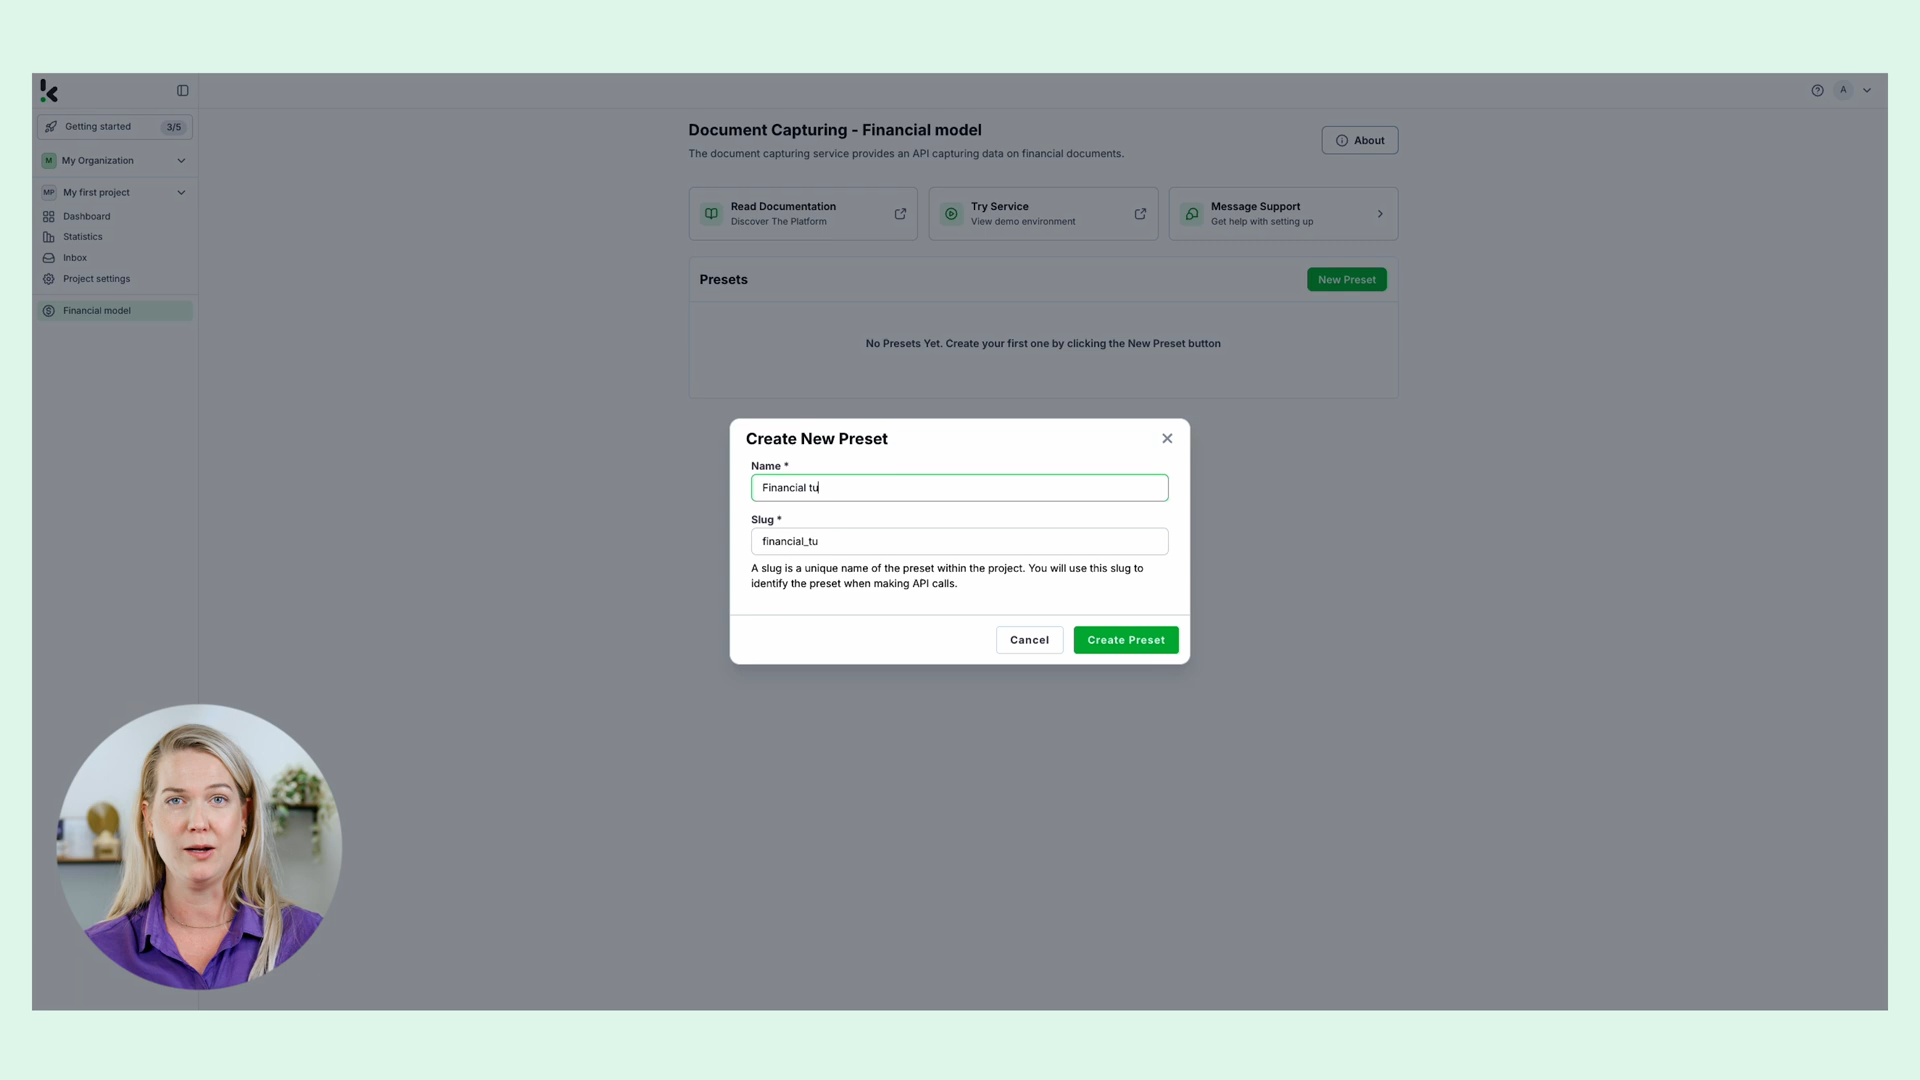 Getting started 3/5
M My Organization
MP My first project
Dashboard
Statistics
Inbox
Project settings
Financial model
A
Document Capturing - Financial model
The document capturing service provides an API capturing data on financial documents.
About
Read Documentation
Discover The Platform
Try Service
View demo environment
Message Support
Get help with setting up
Presets
New Preset
No Presets Yet. Create your first one by clicking the New Preset button
Create New Preset
Name *
Financial tu
Slug *
financial_tu
A slug is a unique name of the preset within the project. You will use this slug to
identify the preset when making API calls.
Cancel
Create Preset